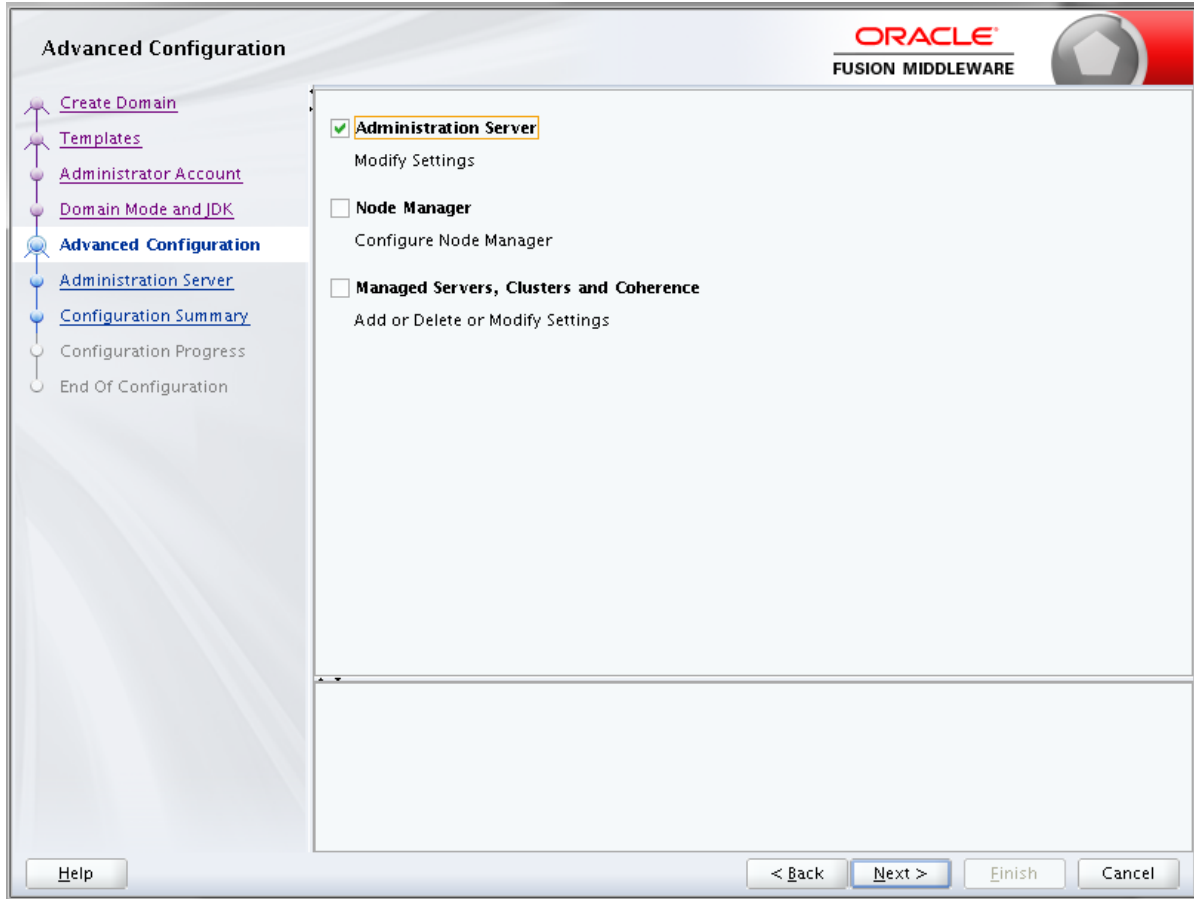 Advanced Configuration
ORACLE
FUSION MIDDLEWARE
Create Domain
Templates
Administrator Account
Domain Mode and JDK
Advanced Configuration
Administration Server
Configuration Summary
Configuration Progress
End Of Configuration
Administration Server
Modify Settings
Node Manager
Configure Node Manager
Managed Servers, Clusters and Coherence
Add or Delete or Modify Settings
Help
< Back
Next >
Finish
Cancel